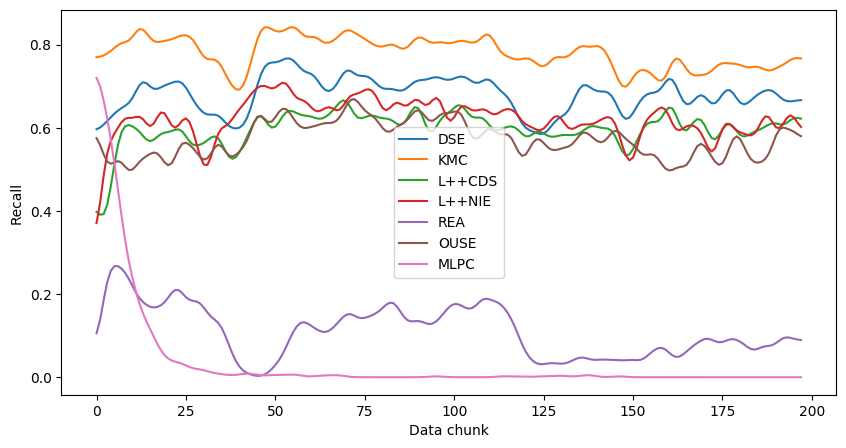 0.8
0.6
0.4
0.2
0.0
Recall
DSE
KMC
L++CDS
L++NIE
REA
OUSE
MLPC
0 25 50 75 100 125 150 175 200
Data chunk